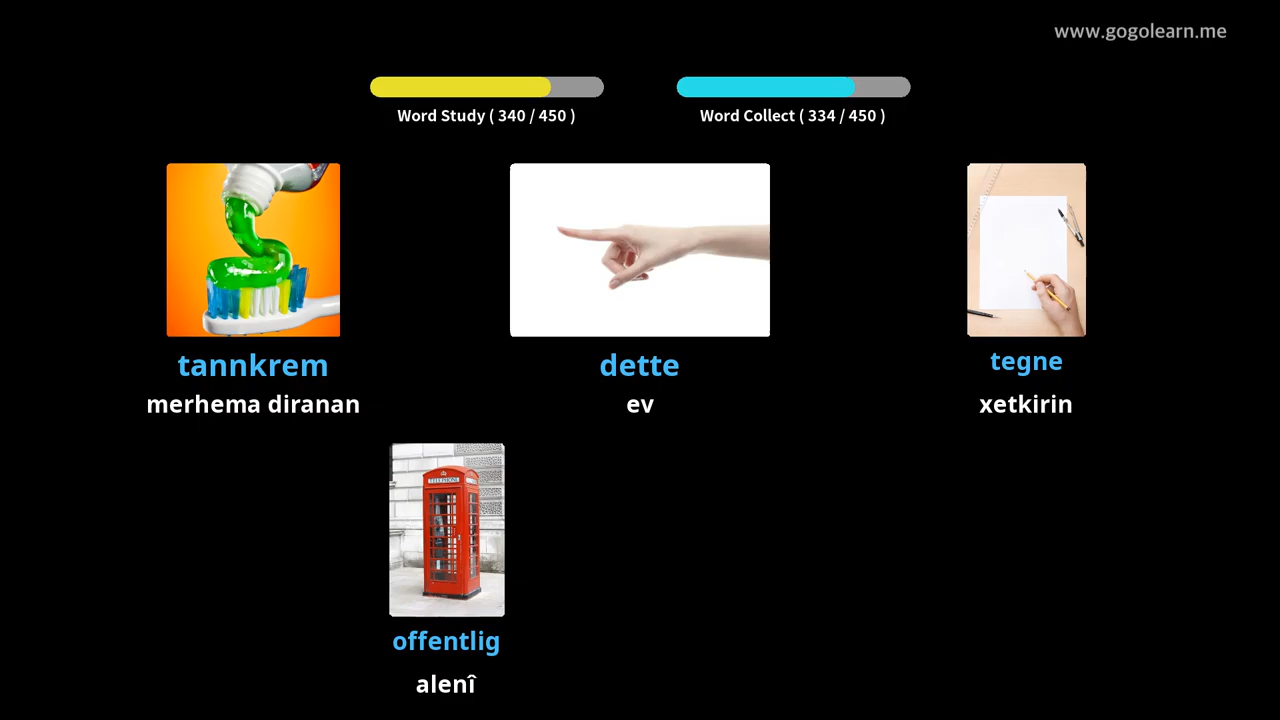 www.gogolearn.me
Word Study ( 340 / 450 )
Word Collect ( 334 / 450 )
tannkrem
dette
tegne
merhema diranan
ev
xetkirin
TELEPHONE
offentlig
alenî